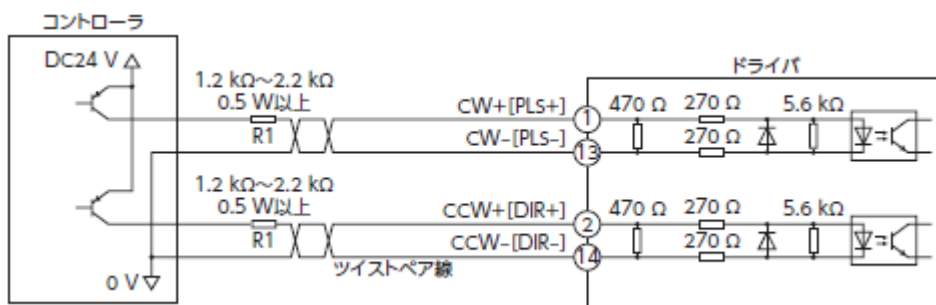 コントローラ
DC24 V
1.2 kΩ~2.2 kΩ
0.5 W以上
R1
ドライバ
CW+[PLS+]
1
470 Ω
270 Ω
5.6 kΩ
CW–[PLS–]
13
270 Ω
1.2 kΩ~2.2 kΩ
0.5 W以上
R1
CCW+[DIR+]
2
470 Ω
270 Ω
5.6 kΩ
CCW–[DIR–]
14
270 Ω
ツイストペア線
0 V